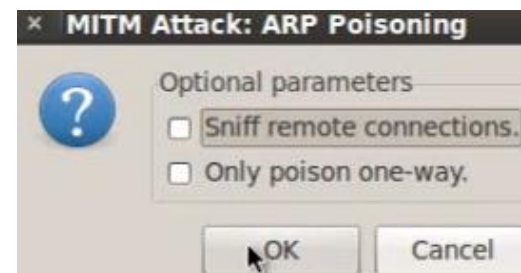 × MITM Attack: ARP Poisoning
?
Optional parameters
Sniff remote connections.
Only poison one-way.
OK Cancel